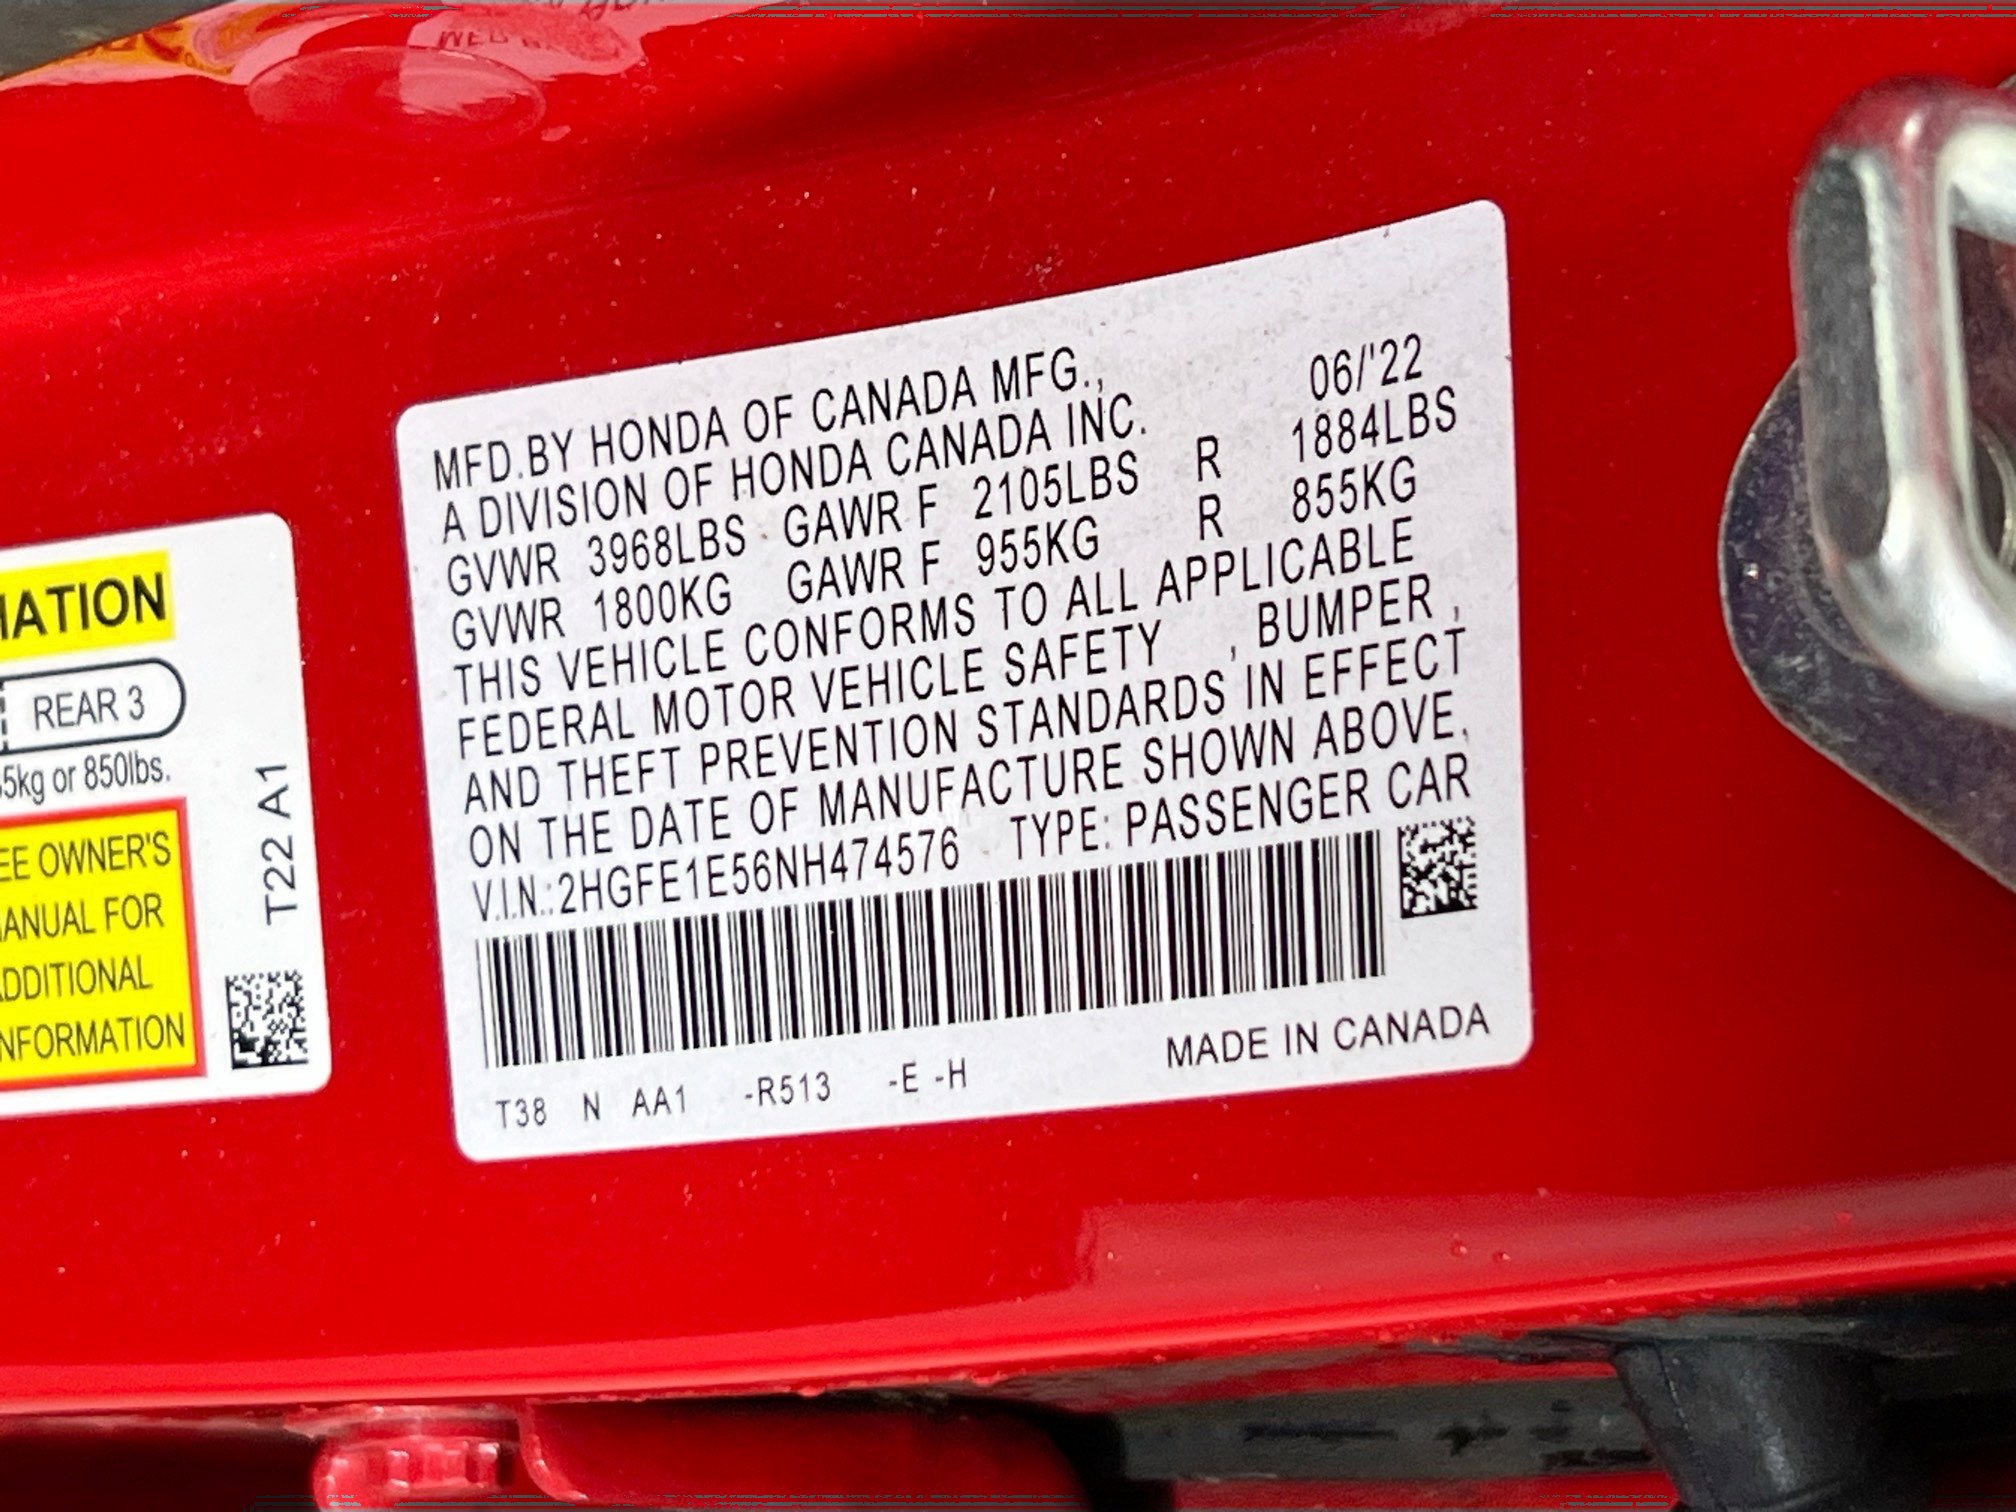 MFD.BY HONDA OF CANADA MFG., 06/'22
A DIVISION OF HONDA CANADA INC.
GVWR 3968LBS GAWR F 2105LBS R 1884LBS
GVWR 1800KG GAWR F 955KG R 855KG
THIS VEHICLE CONFORMS TO ALL APPLICABLE
FEDERAL MOTOR VEHICLE SAFETY , BUMPER ,
AND THEFT PREVENTION STANDARDS IN EFFECT
ON THE DATE OF MANUFACTURE SHOWN ABOVE.
V.I.N.:2HGFE1E56NH474576 TYPE: PASSENGER CAR
MADE IN CANADA
T38 N AA1 -R513 -E -H
MATION
REAR 3
5kg or 850lbs.
EE OWNER'S
ANUAL FOR
DDITIONAL
NFORMATION
T22 A1